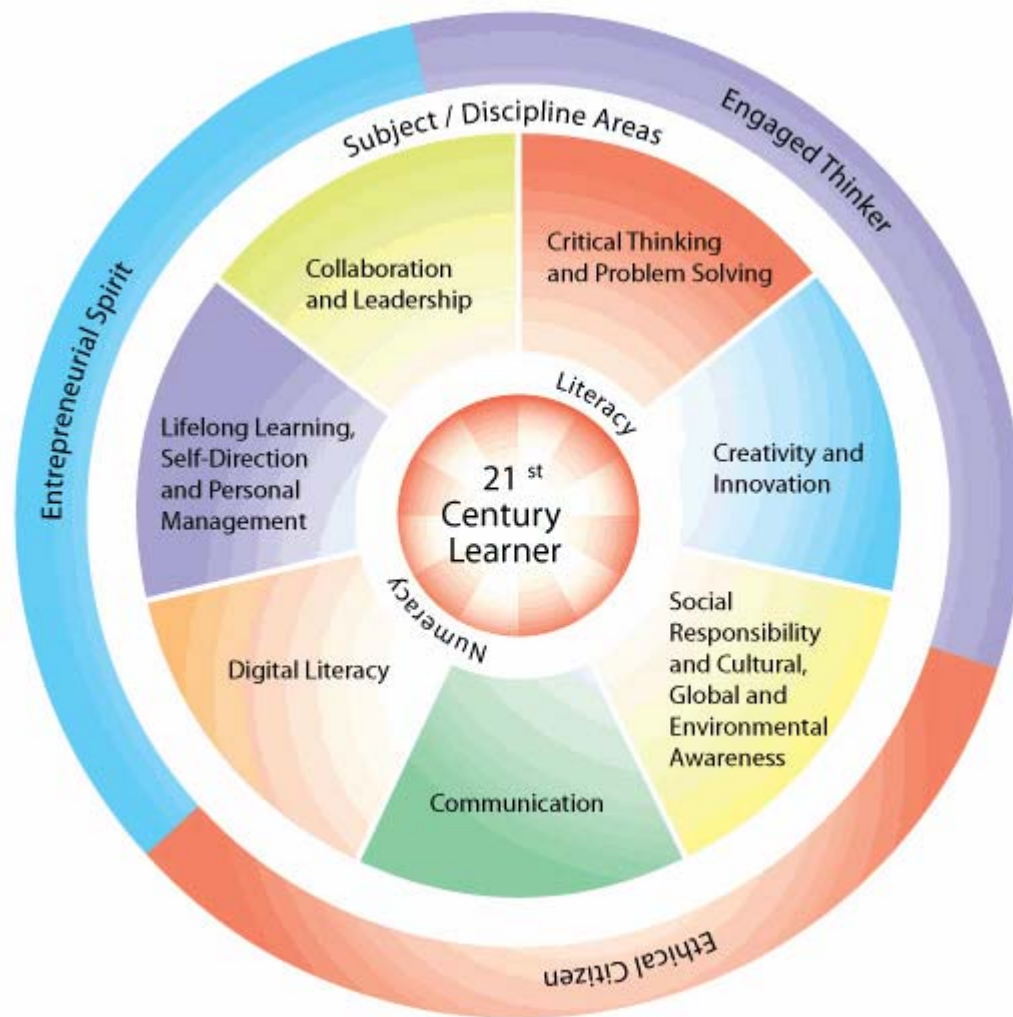 Engaged Thinker
Subject / Discipline Areas
Entrepreneurial Spirit
Critical Thinking
and Problem Solving
Collaboration
and Leadership
Literacy
Lifelong Learning,
Self-Direction
and Personal
Management
21 st
Century
Learner
Creativity and
Innovation
Numeracy
Social
Responsibility
and Cultural,
Global and
Environmental
Awareness
Digital Literacy
Communication
Ethical Citizen